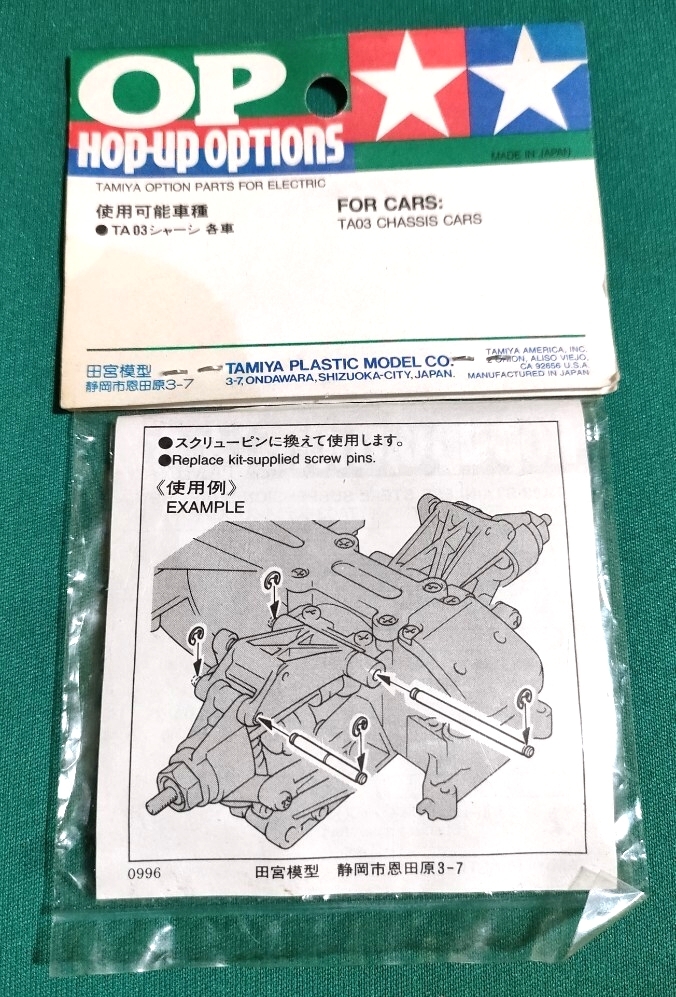 OP
HOP-UP OPTIONS
MADE IN JAPAN
TAMIYA OPTION PARTS FOR ELECTRIC
使用可能車種
●TA03シャーシ 各車
FOR CARS:
TA03 CHASSIS CARS
田宮模型
静岡市恩田原3-7
TAMIYA PLASTIC MODEL CO.
3-7, ONDAWARA, SHIZUOKA-CITY, JAPAN.
TAMIYA AMERICA, INC.
2 ORION, ALISO VIEJO,
CA 92656 U.S.A.
MANUFACTURED IN JAPAN
●スクリューピンに換えて使用します。
●Replace kit-supplied screw pins.
《使用例》
EXAMPLE
0996
田宮模型 静岡市恩田原3-7